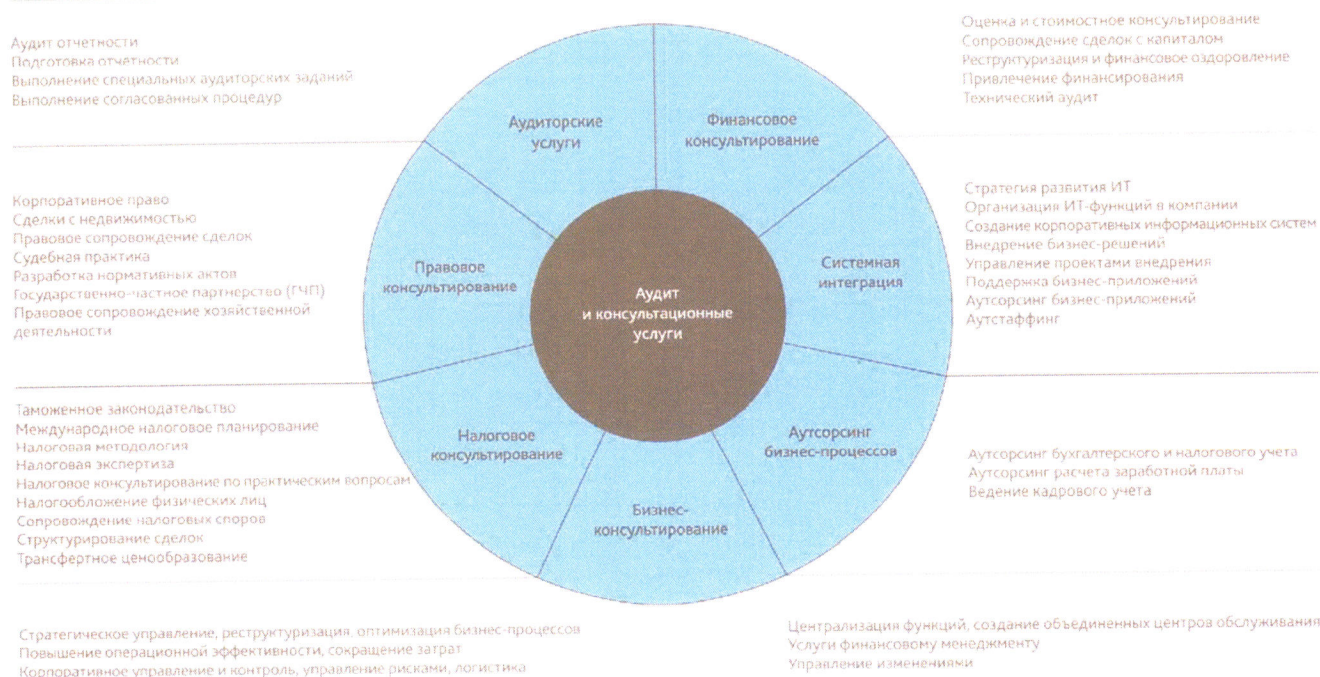 Аудит отчетности
Подготовка отчетности
Выполнение специальных аудиторских заданий
Выполнение согласованных процедур
Оценка и стоимостное консультирование
Сопровождение сделок с капиталом
Реструктуризация и финансовое оздоровление
Привлечение финансирования
Технический аудит
Аудиторские
услуги
Финансовое
консультирование
Корпоративное право
Сделки с недвижимостью
Правовое сопровождение сделок
Судебная практика
Разработка нормативных актов
Государственно-частное партнерство (ГЧП)
Правовое сопровождение хозяйственной
деятельности
Правовое
консультирование
Аудит
и консультационные
услуги
Системная
интеграция
Стратегия развития ИТ
Организация ИТ-функций в компании
Создание корпоративных информационных систем
Внедрение бизнес-решений
Управление проектами внедрения
Поддержка бизнес-приложений
Аутсорсинг бизнес-приложений
Аутстаффинг
Таможенное законодательство
Международное налоговое планирование
Налоговая методология
Налоговая экспертиза
Налоговое консультирование по практическим вопросам
Налогообложение физических лиц
Сопровождение налоговых споров
Структурирование сделок
Трансфертное ценообразование
Налоговое
консультирование
Бизнес-
консультирование
Аутсорсинг
бизнес-процессов
Аутсорсинг бухгалтерского и налогового учета
Аутсорсинг расчета заработной платы
Ведение кадрового учета
Стратегическое управление, реструктуризация, оптимизация бизнес-процессов
Повышение операционной эффективности, сокращение затрат
Корпоративное управление и контроль, управление рисками, логистика
Централизация функций, создание объединенных центров обслуживания
Услуги финансовому менеджменту
Управление изменениями